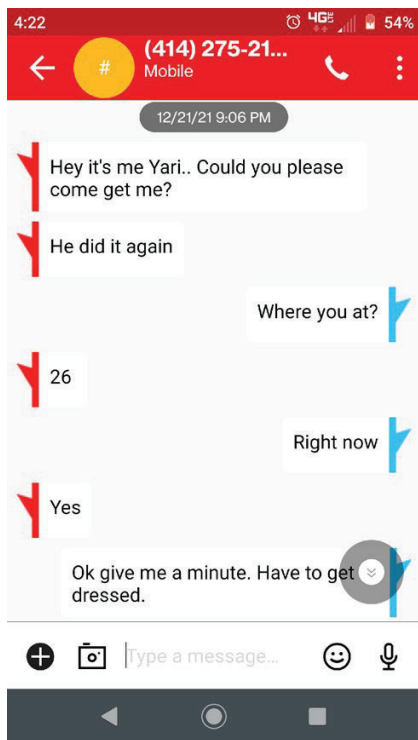 4:22 4GE 54%
(414) 275-21...
# Mobile
12/21/21 9:06 PM
Hey it's me Yari.. Could you please
come get me?
He did it again
Where you at?
26
Right now
Yes
Ok give me a minute. Have to get
dressed.
Type a message...